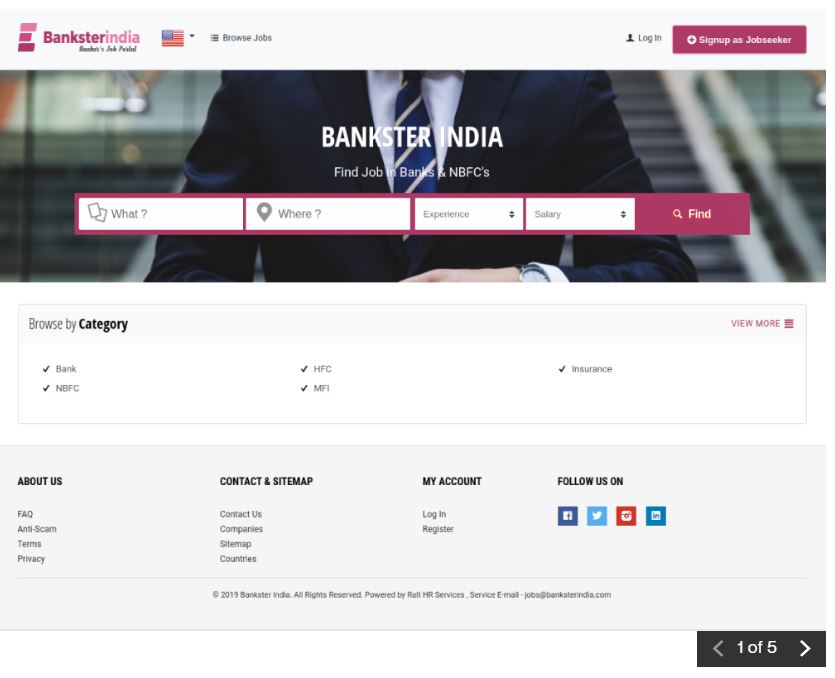 Banksterindia
Banker's Job Portal
Browse Jobs
Log In
Signup as Jobseeker
BANKSTER INDIA
Find Job in Banks & NBFC's
What ?
Where ?
Experience
Salary
Find
Browse by Category
VIEW MORE
Bank
HFC
Insurance
NBFC
MFI
ABOUT US
FAQ
Anti-Scam
Terms
Privacy
CONTACT & SITEMAP
Contact Us
Companies
Sitemap
Countries
MY ACCOUNT
Log In
Register
FOLLOW US ON
© 2019 Bankster India. All Rights Reserved. Powered by Ralt HR Services , Service E-mail - jobs@banksterindia.com
1 of 5